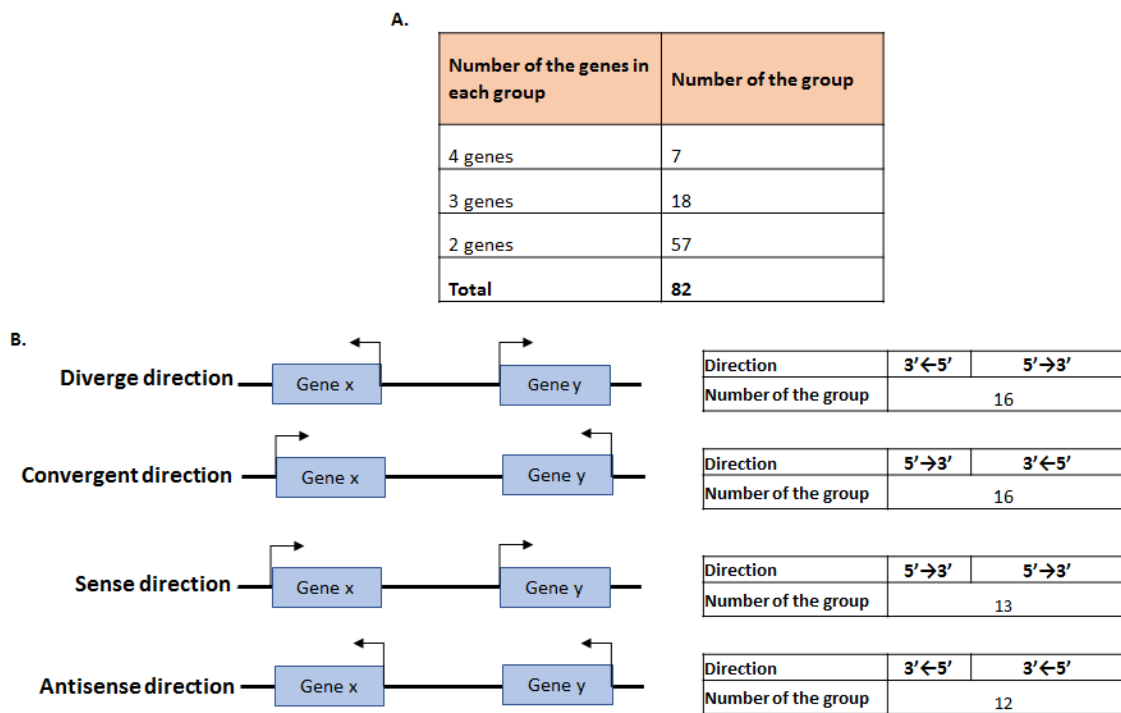 A.
Number of the genes in each group Number of the group
4 genes 7
3 genes 18
2 genes 57
Total 82
B.
Diverge direction Gene x Gene y
Direction 3’←5’ 5’→3’
Number of the group 16
Convergent direction Gene x Gene y
Direction 5’→3’ 3’←5’
Number of the group 16
Sense direction Gene x Gene y
Direction 5’→3’ 5’→3’
Number of the group 13
Antisense direction Gene x Gene y
Direction 3’←5’ 3’←5’
Number of the group 12